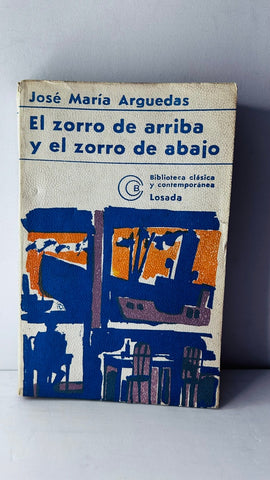 José María Arguedas
El zorro de arriba
y el zorro de abajo
B
Biblioteca clásica
y contemporánea
Losada